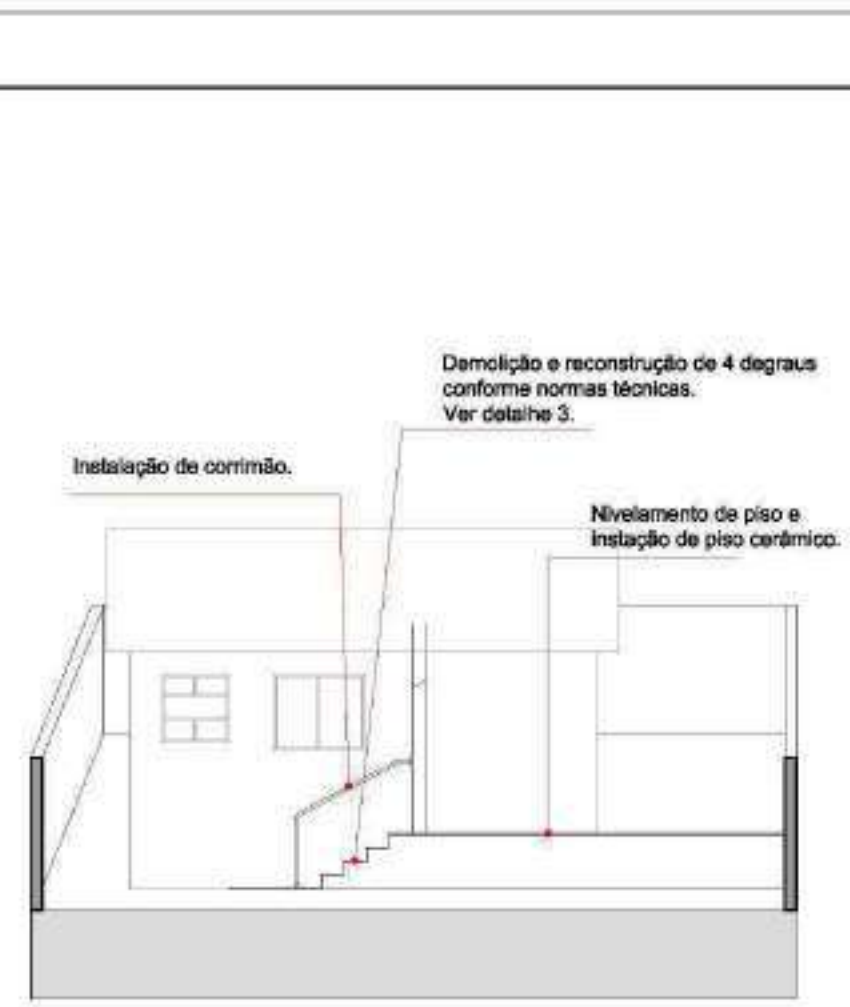 Demolição e reconstrução de 4 degraus
conforme normas técnicas.
Ver detalhe 3.
Instalação de corrimão.
Nivelamento de piso e
instação de piso cerâmico.